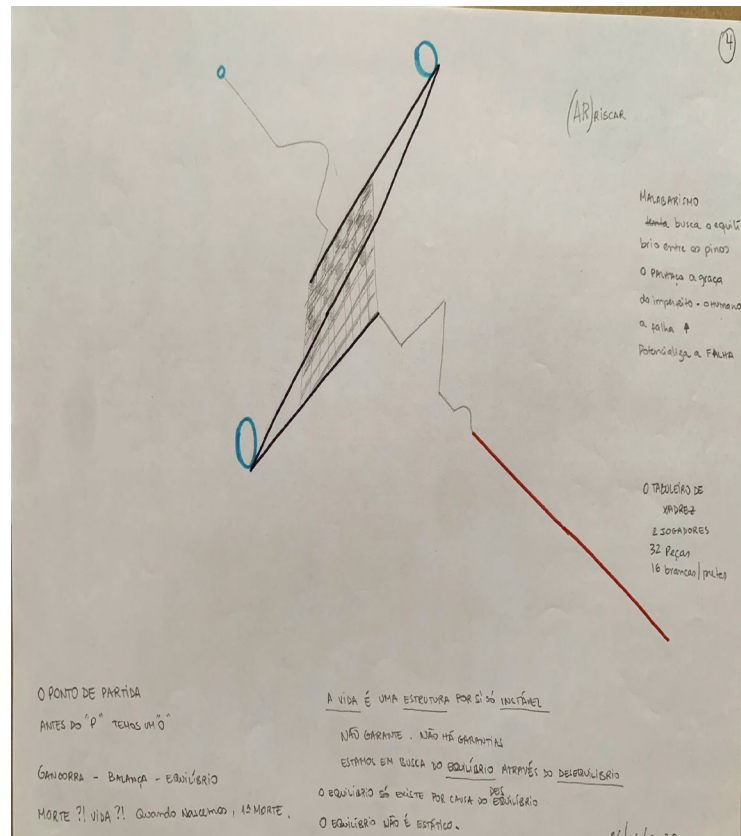 4
(AR)RISCAR
MALABARISMO
tenta busca o equilí
brio entre os pinos
O PALHAÇO a graça
do imperfeito - o humano
a falha
Potencializa a FALHA
O TABULEIRO DE
XADREZ
2 JOGADORES
32 Peças
16 brancas/pretas
O PONTO DE PARTIDA
ANTES DO "P" TEMOS UM "O"
GANGORRA - BALANÇA - EQUILÍBRIO
MORTE ?! VIDA ?! Quando Nascemos, 1ª MORTE.
A VIDA É UMA ESTRUTURA POR SI SÓ INSTÁVEL
NÃO GARANTE. NÃO HÁ GARANTIAS
ESTAMOS EM BUSCA DO EQUILÍBRIO ATRAVÉS DO DESEQUILÍBRIO
O EQUILÍBRIO SÓ EXISTE POR CAUSA DO DES EQUILÍBRIO
O EQUILÍBRIO NÃO É ESTÁTICO.